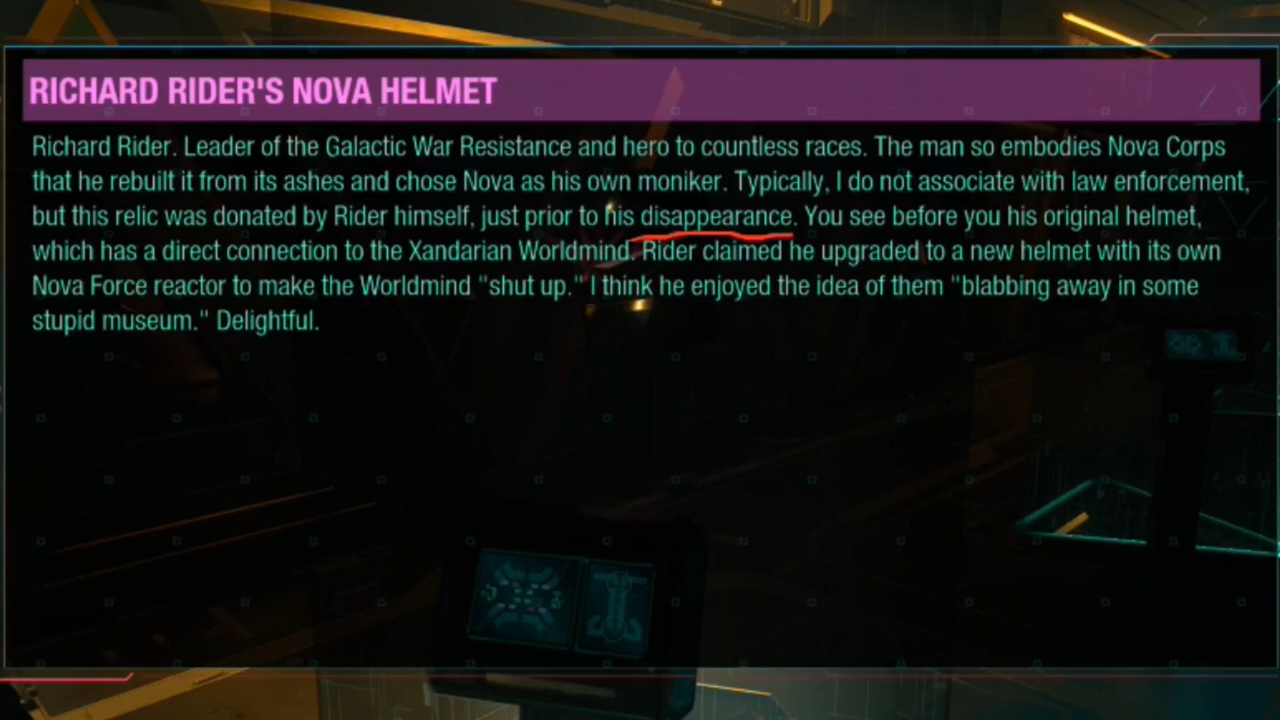 RICHARD RIDER'S NOVA HELMET
Richard Rider. Leader of the Galactic War Resistance and hero to countless races. The man so embodies Nova Corps
that he rebuilt it from its ashes and chose Nova as his own moniker. Typically, I do not associate with law enforcement,
but this relic was donated by Rider himself, just prior to his disappearance. You see before you his original helmet,
which has a direct connection to the Xandarian Worldmind. Rider claimed he upgraded to a new helmet with its own
Nova Force reactor to make the Worldmind "shut up." I think he enjoyed the idea of them "blabbing away in some
stupid museum." Delightful.